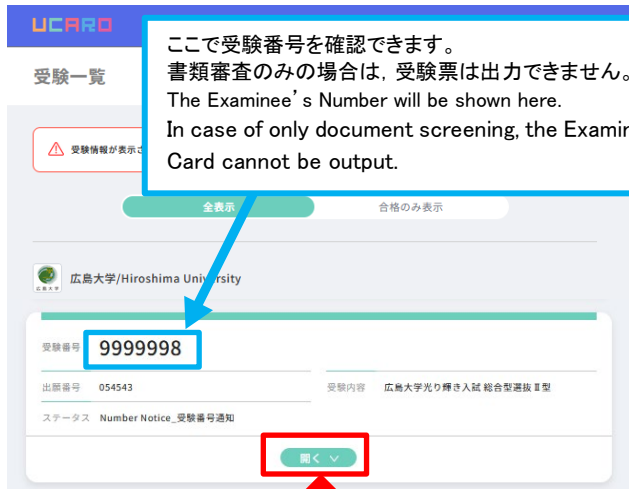 UCARO
受験一覧
ここで受験番号を確認できます。
書類審査のみの場合は，受験票は出力できません。
The Examinee's Number will be shown here.
In case of only document screening, the Examin
Card cannot be output.
受験情報が表示さ
全表示
合格のみ表示
広島大学
広島大学/Hiroshima University
受験番号 9999998
出願番号 054543
受験内容 広島大学光り輝き入試 総合型選抜Ⅱ型
ステータス Number Notice_受験番号通知
開く